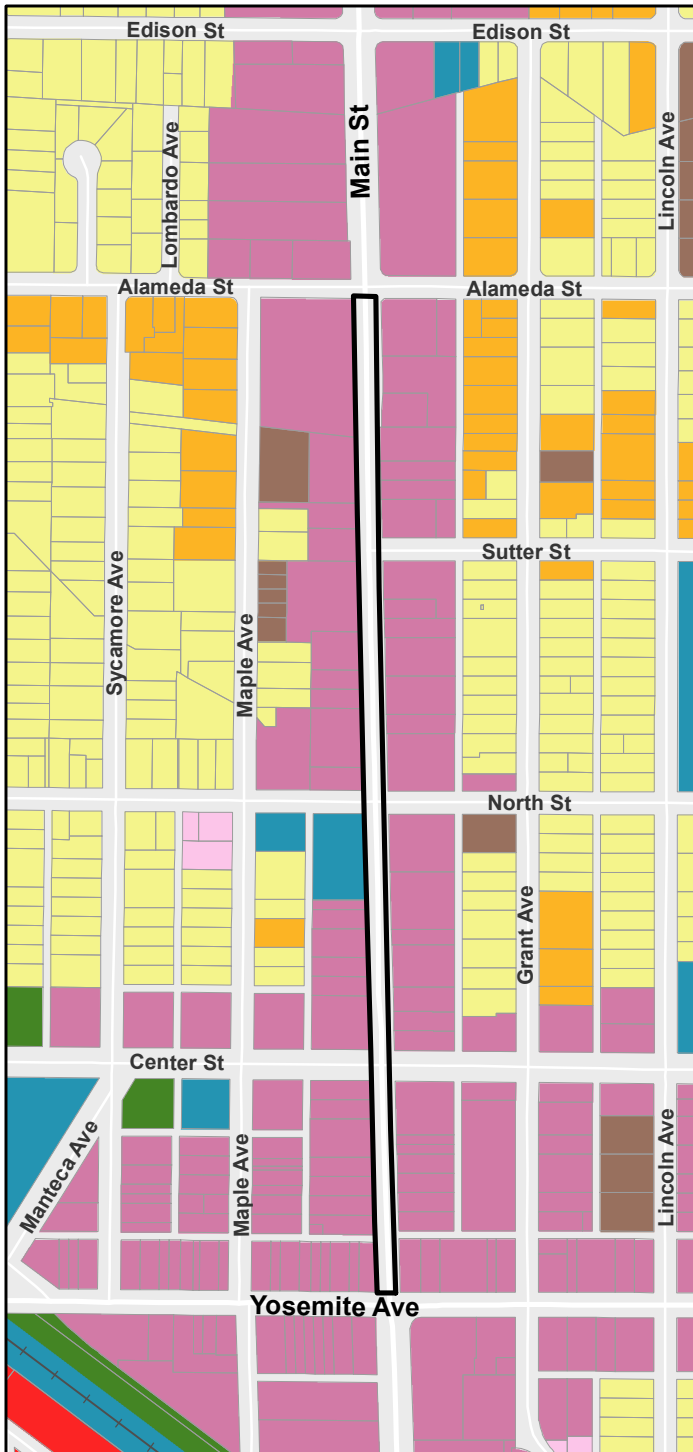 Edison St
Edison St
Main St
Lombardo Ave
Lincoln Ave
Alameda St
Alameda St
Sutter St
Sycamore Ave
Maple Ave
North St
Grant Ave
Center St
Manteca Ave
Maple Ave
Lincoln Ave
Yosemite Ave